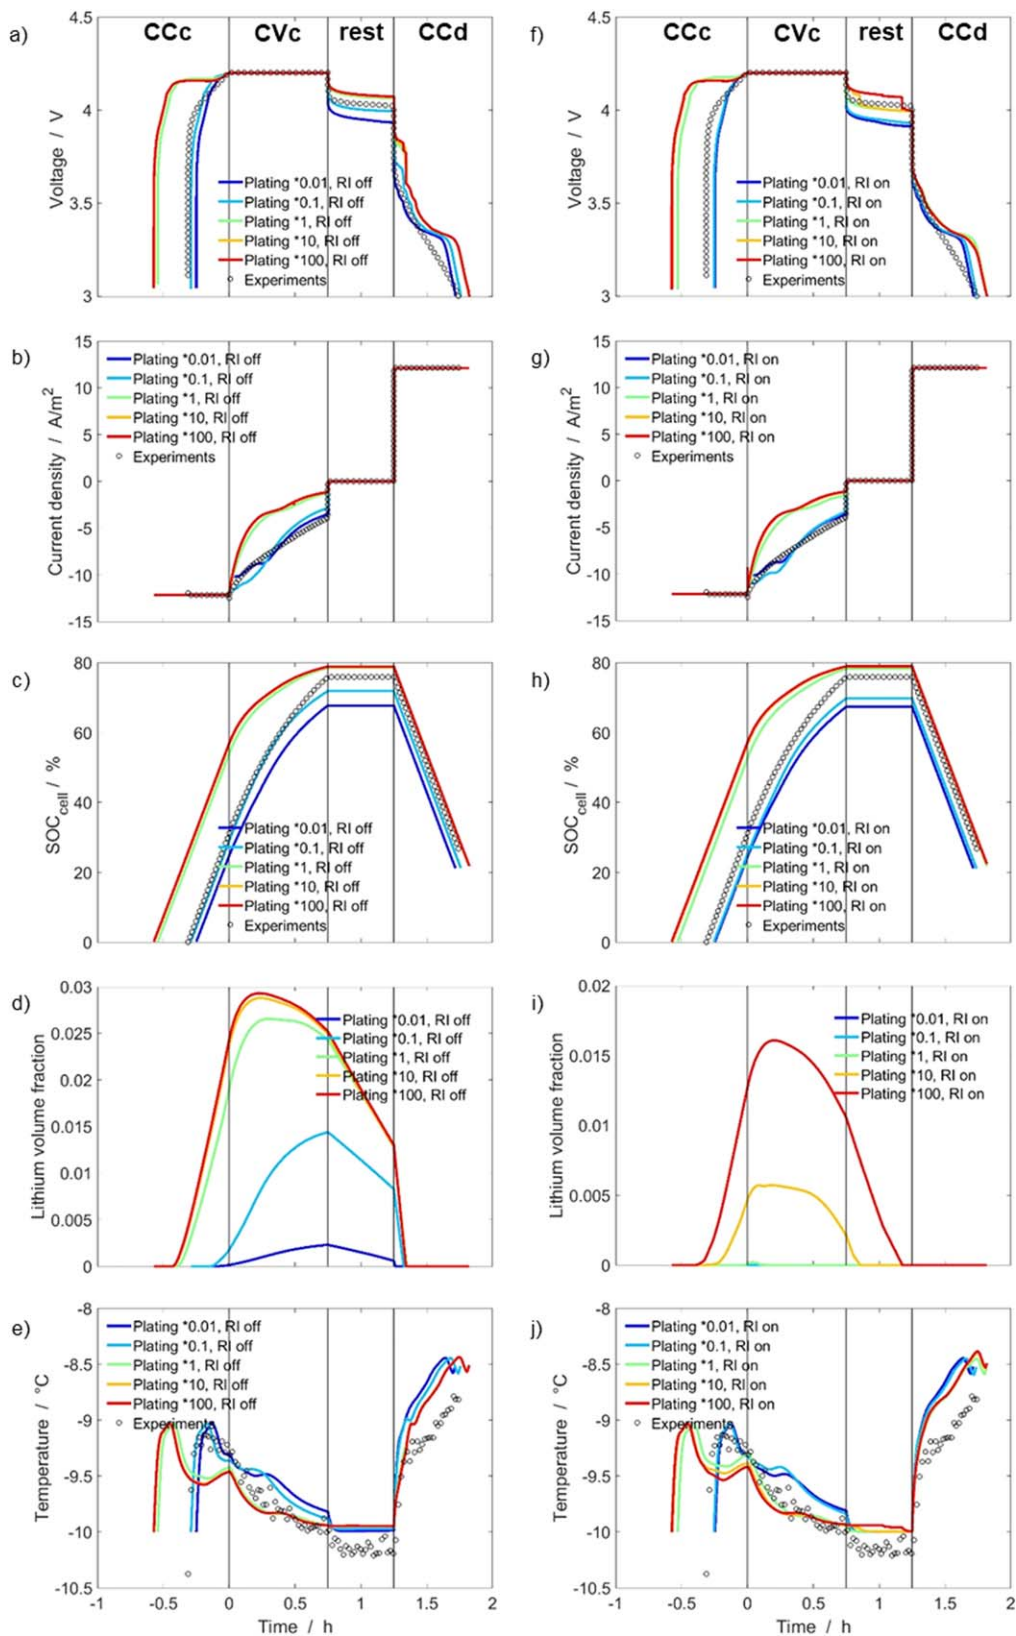 a)
CCc CVc rest CCd
4.5
4
3.5
3
Voltage / V
Plating *0.01, RI off
Plating *0.1, RI off
Plating *1, RI off
Plating *10, RI off
Plating *100, RI off
Experiments
f)
CCc CVc rest CCd
4.5
4
3.5
3
Voltage / V
Plating *0.01, RI on
Plating *0.1, RI on
Plating *1, RI on
Plating *10, RI on
Plating *100, RI on
Experiments
b)
15
10
5
0
-5
-10
-15
Current density / A/m²
Plating *0.01, RI off
Plating *0.1, RI off
Plating *1, RI off
Plating *10, RI off
Plating *100, RI off
Experiments
g)
15
10
5
0
-5
-10
-15
Current density / A/m²
Plating *0.01, RI on
Plating *0.1, RI on
Plating *1, RI on
Plating *10, RI on
Plating *100, RI on
Experiments
c)
80
60
40
20
0
SOCcell / %
Plating *0.01, RI off
Plating *0.1, RI off
Plating *1, RI off
Plating *10, RI off
Plating *100, RI off
Experiments
h)
80
60
40
20
0
SOCcell / %
Plating *0.01, RI on
Plating *0.1, RI on
Plating *1, RI on
Plating *10, RI on
Plating *100, RI on
Experiments
d)
0.03
0.025
0.02
0.015
0.01
0.005
0
Lithium volume fraction
Plating *0.01, RI off
Plating *0.1, RI off
Plating *1, RI off
Plating *10, RI off
Plating *100, RI off
i)
0.02
0.015
0.01
0.005
0
Lithium volume fraction
Plating *0.01, RI on
Plating *0.1, RI on
Plating *1, RI on
Plating *10, RI on
Plating *100, RI on
e)
-8
-8.5
-9
-9.5
-10
-10.5
Temperature / °C
Plating *0.01, RI off
Plating *0.1, RI off
Plating *1, RI off
Plating *10, RI off
Plating *100, RI off
Experiments
-1 -0.5 0 0.5 1 1.5 2
Time / h
j)
-8
-8.5
-9
-9.5
-10
-10.5
Temperature / °C
Plating *0.01, RI on
Plating *0.1, RI on
Plating *1, RI on
Plating *10, RI on
Plating *100, RI on
Experiments
-1 -0.5 0 0.5 1 1.5 2
Time / h